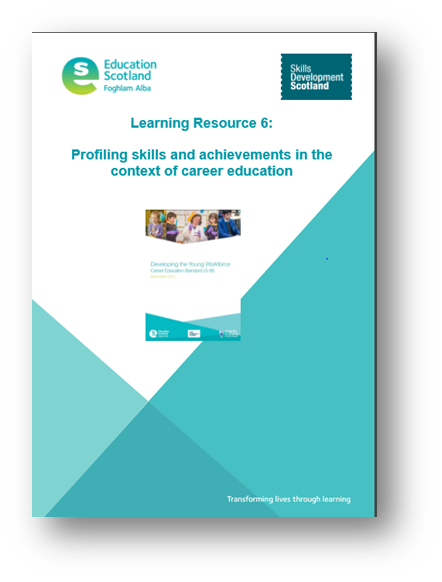 Education
Scotland
Foghlam Alba
Skills
Development
Scotland
Learning Resource 6:
Profiling skills and achievements in the
context of career education
Developing the Young Workforce
Career Education Standard (3-18)
Transforming lives through learning